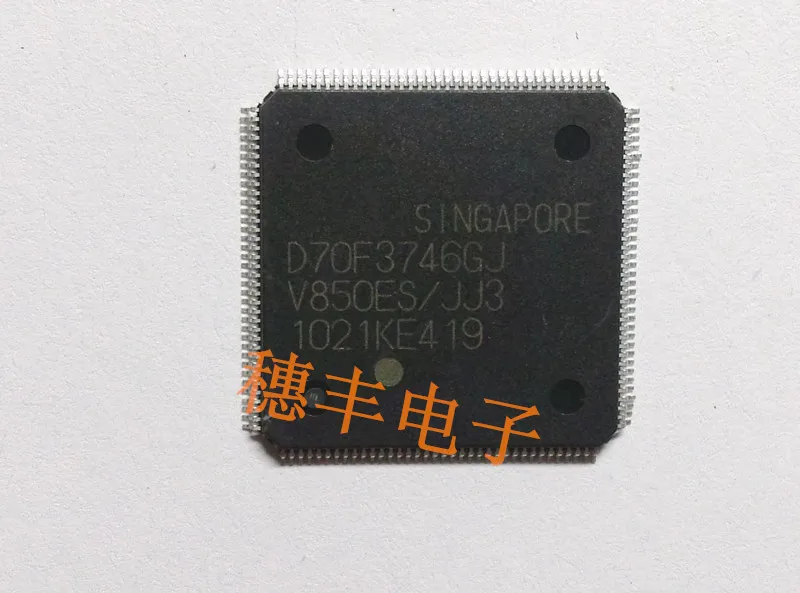 SINGAPORE
D70F3746GJ
V850ES/JJ3
1021KE419
穗丰电子